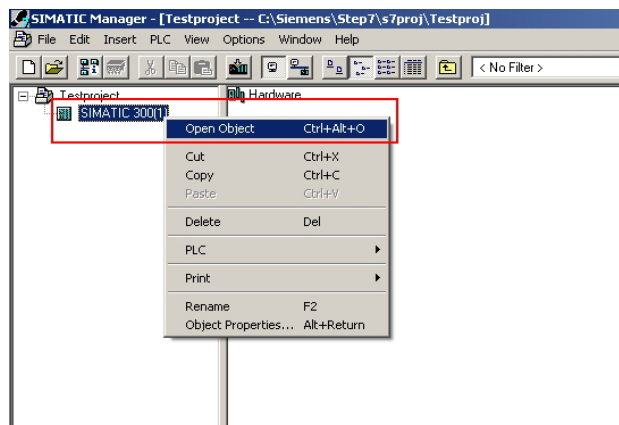 SIMATIC Manager - [Testproject -- C:\Siemens\Step7\s7proj\Testproj]
File Edit Insert PLC View Options Window Help
< No Filter >
Testproject
SIMATIC 300(1)
Hardware
Open Object Ctrl+Alt+O
Cut Ctrl+X
Copy Ctrl+C
Paste Ctrl+V
Delete Del
PLC
Print
Rename F2
Object Properties... Alt+Return